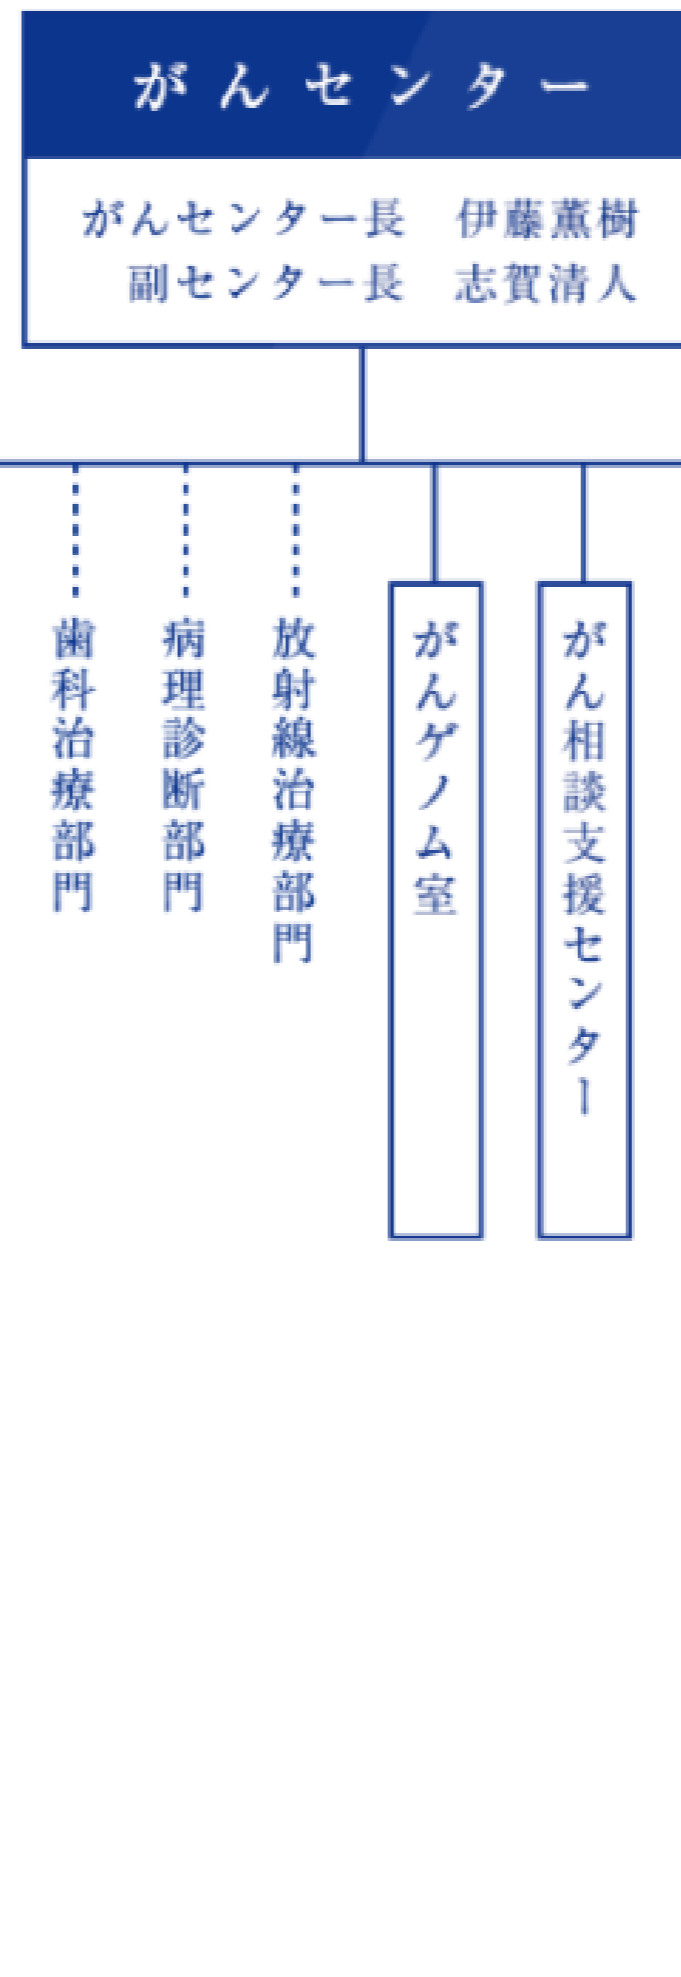 がんセンター
がんセンター長　伊藤薫樹
副センター長　志賀清人
がん相談支援センター
がんゲノム室
放射線治療部門
病理診断部門
歯科治療部門